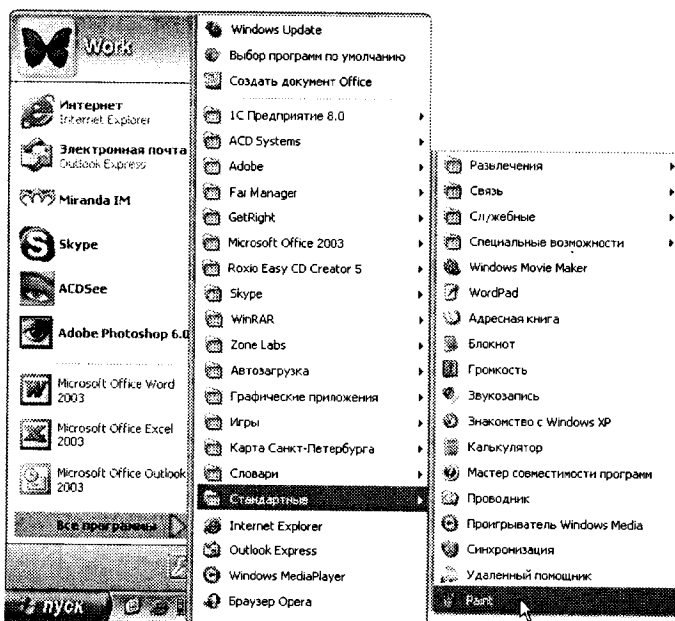 Work
Интернет
Internet Explorer
Электронная почта
Outlook Express
Miranda IM
Skype
ACDSee
Adobe Photoshop 6.0
Microsoft Office Word
2003
Microsoft Office Excel
2003
Microsoft Office Outlook
2003
Все программы
пуск
Windows Update
Выбор программ по умолчанию
Создать документ Office
1С Предприятие 8.0
ACD Systems
Adobe
Far Manager
GetRight
Microsoft Office 2003
Roxio Easy CD Creator 5
Skype
WinRAR
Zone Labs
Автозагрузка
Графические приложения
Игры
Карта Санкт-Петербурга
Словари
Стандартные
Internet Explorer
Outlook Express
Windows MediaPlayer
Браузер Opera
Развлечения
Связь
Служебные
Специальные возможности
Windows Movie Maker
WordPad
Адресная книга
Блокнот
Громкость
Звукозапись
Знакомство с Windows XP
Калькулятор
Мастер совместимости программ
Проводник
Проигрыватель Windows Media
Синхронизация
Удаленный помощник
Paint